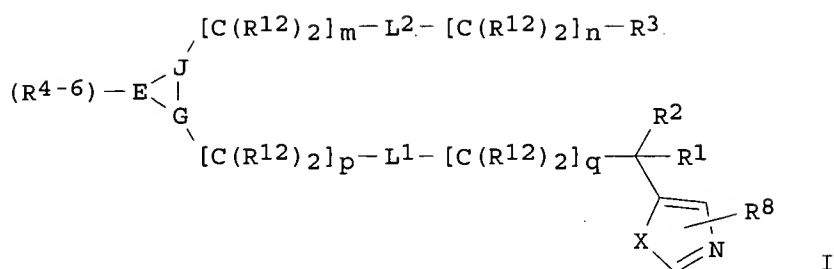 [C(R12)2]m—L2—[C(R12)2]n—R3
J
(R4-6)—E
G
R2
[C(R12)2]p—L1—[C(R12)2]q
R1
R8
X
N
I